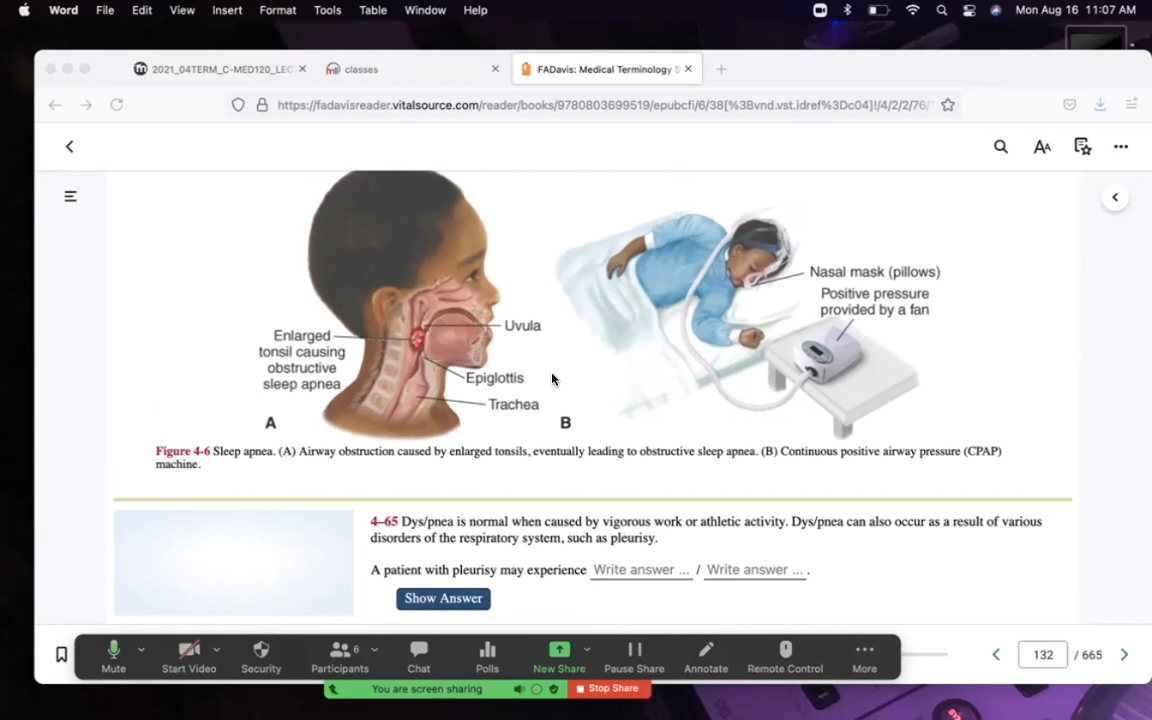 Word File Edit View Insert Format Tools Table Window Help Mon Aug 16 11:07 AM
2021_04TERM_C-MED120_LEC classes FADavis: Medical Terminology S
https://fadavisreader.vitalsource.com/reader/books/9780803699519/epubcfi/6/38[%3Bvnd.vst.idref%3Dc04]!/4/2/2/76/
AA
Nasal mask (pillows)
Positive pressure
provided by a fan
Uvula
Enlarged
tonsil causing
obstructive
sleep apnea
Epiglottis
Trachea
A B
Figure 4-6 Sleep apnea. (A) Airway obstruction caused by enlarged tonsils, eventually leading to obstructive sleep apnea. (B) Continuous positive airway pressure (CPAP)
machine.
4–65 Dys/pnea is normal when caused by vigorous work or athletic activity. Dys/pnea can also occur as a result of various
disorders of the respiratory system, such as pleurisy.
A patient with pleurisy may experience Write answer ... / Write answer ... .
Show Answer
6
Mute Start Video Security Participants Chat Polls New Share Pause Share Annotate Remote Control More
132 / 665
You are screen sharing Stop Share